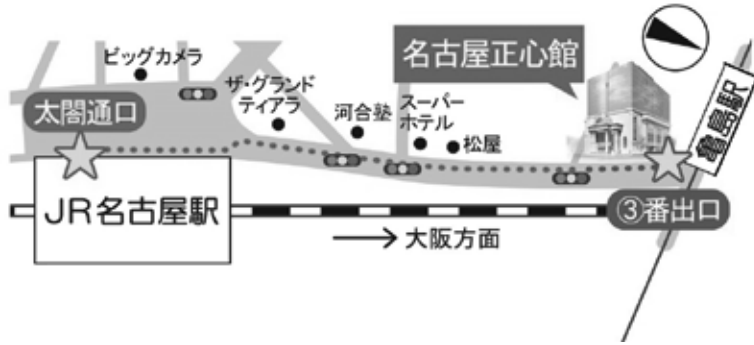 ビッグカメラ
ザ・グランド
ティアラ
名古屋正心館
太閤通口
河合塾
スーパー
ホテル
松屋
亀島駅
JR名古屋駅
③番出口
大阪方面